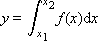 y = ∫_{x_1}^{x_2} f(x)dx